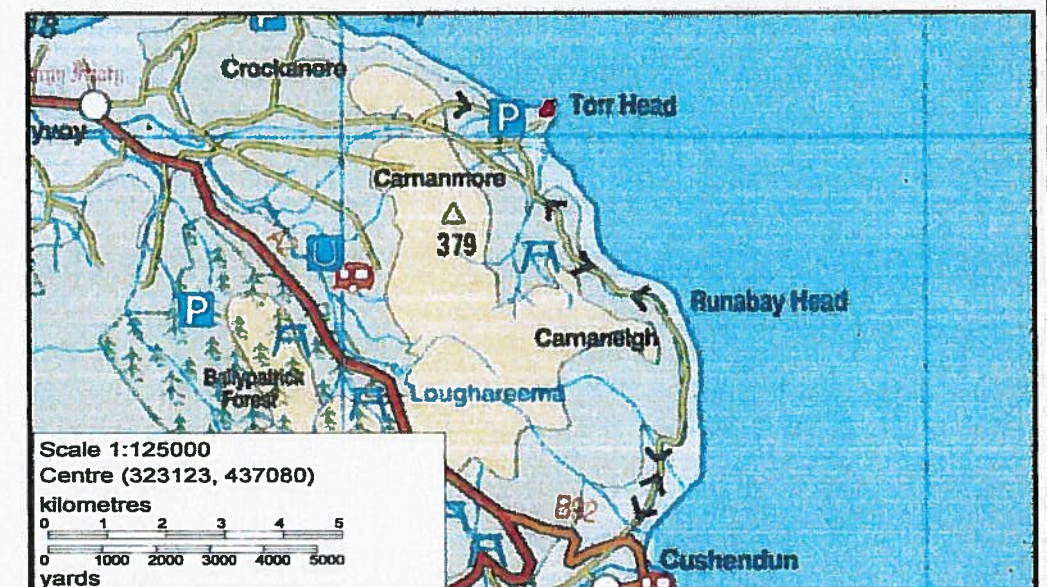 P
Crockanore
P
Torr Head
Carnanmore
379
Runabay Head
P
Carnaneigh
Ballypatrick
Forest
Loughareema
Scale 1:125000
Centre (323123, 437080)
kilometres
0 1 2 3 4 5
0 1000 2000 3000 4000 5000
yards
B92
Cushendun